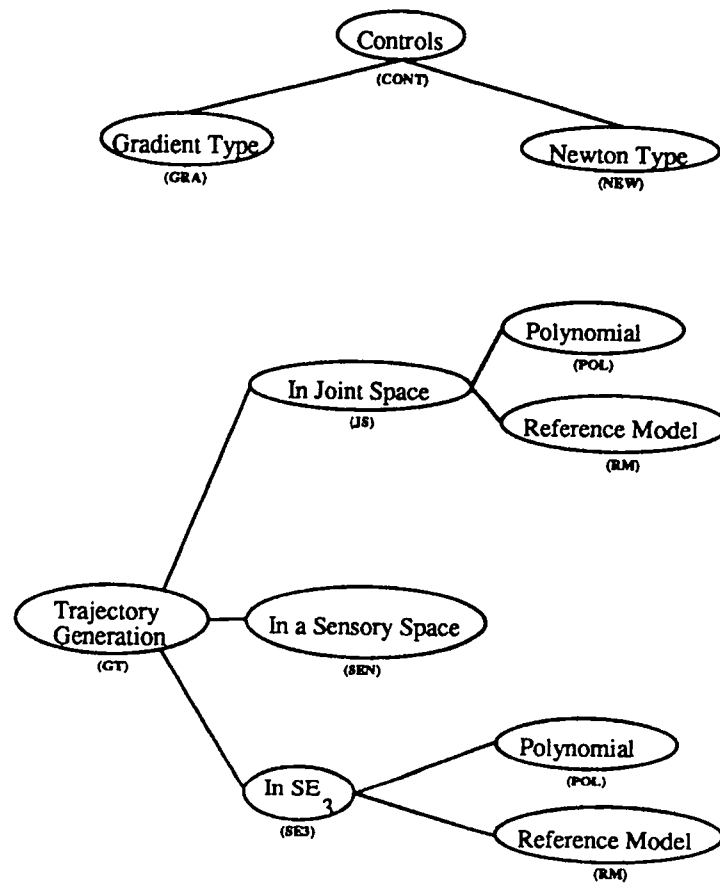 Controls
(CONT)
Gradient Type
(GRA)
Newton Type
(NEW)
Polynomial
(POL)
In Joint Space
(JS)
Reference Model
(RM)
Trajectory
Generation
(GT)
In a Sensory Space
(SEN)
Polynomial
(POL)
In SE3
(SE3)
Reference Model
(RM)